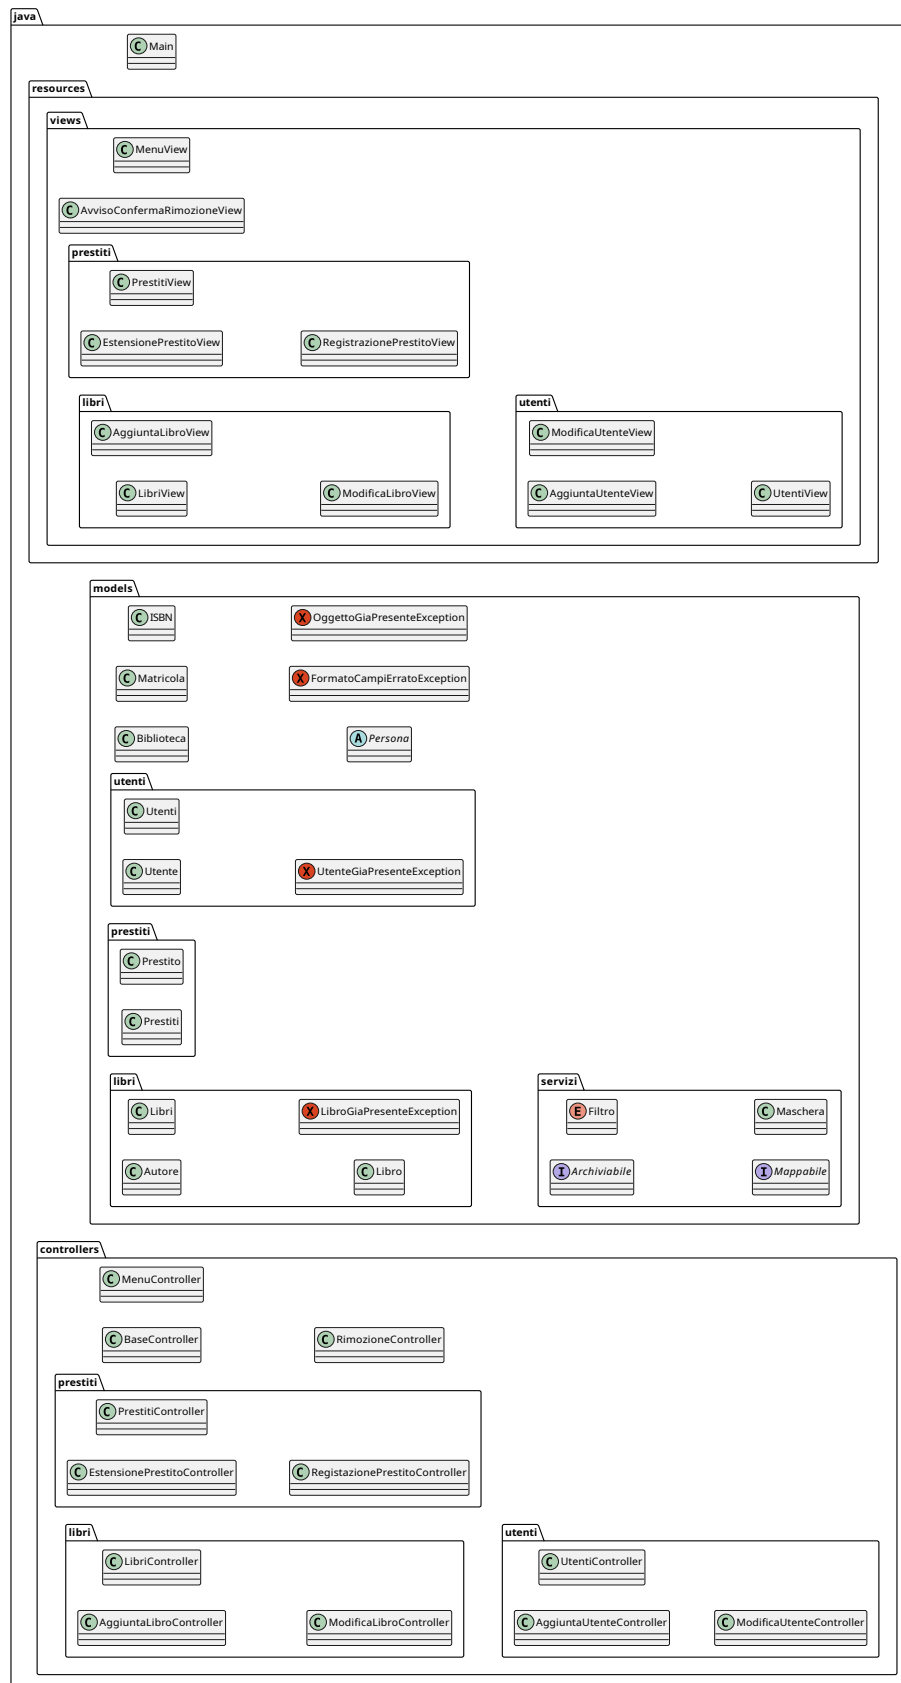 java
C Main
resources
views
C MenuView
C AvvisoConfermaRimozioneView
prestiti
C PrestitiView
C EstensionePrestitoView C RegistrazionePrestitoView
libri utenti
C AggiuntaLibroView C ModificaUtenteView
C LibriView C ModificaLibroView C AggiuntaUtenteView C UtentiView
models
C ISBN X OggettoGiaPresenteException
C Matricola X FormatoCampiErratoException
C Biblioteca A Persona
utenti
C Utenti
C Utente X UtenteGiaPresenteException
prestiti
C Prestito
C Prestiti
libri servizi
C Libri X LibroGiaPresenteException E Filtro C Maschera
C Autore C Libro I Archiviabile I Mappabile
controllers
C MenuController
C BaseController C RimozioneController
prestiti
C PrestitiController
C EstensionePrestitoController C RegistazionePrestitoController
libri utenti
C LibriController C UtentiController
C AggiuntaLibroController C ModificaLibroController C AggiuntaUtenteController C ModificaUtenteController